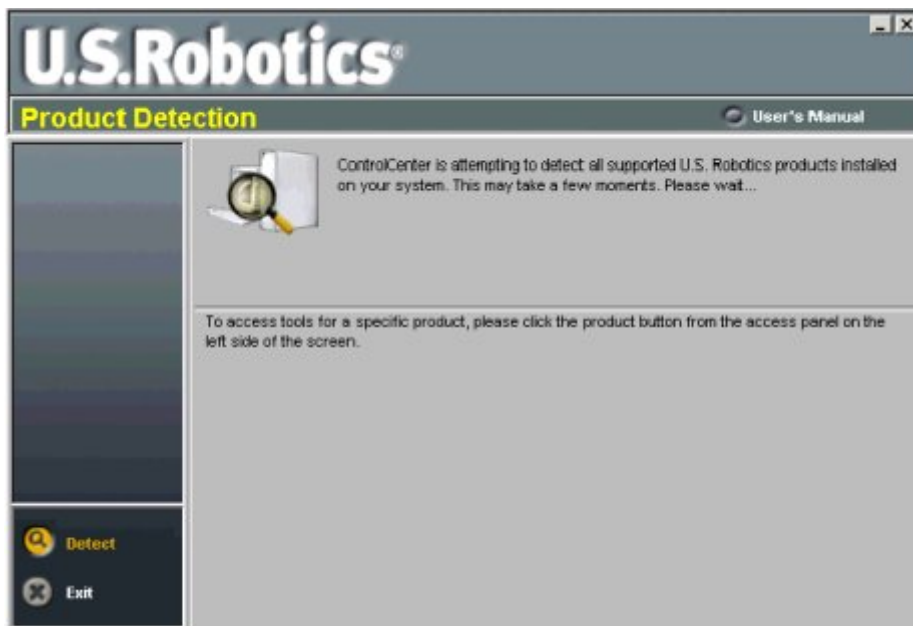 U.S.Robotics®
Product Detection
User's Manual
ControlCenter is attempting to detect all supported U.S. Robotics products installed
on your system. This may take a few moments. Please wait...
To access tools for a specific product, please click the product button from the access panel on the
left side of the screen.
Detect
Exit